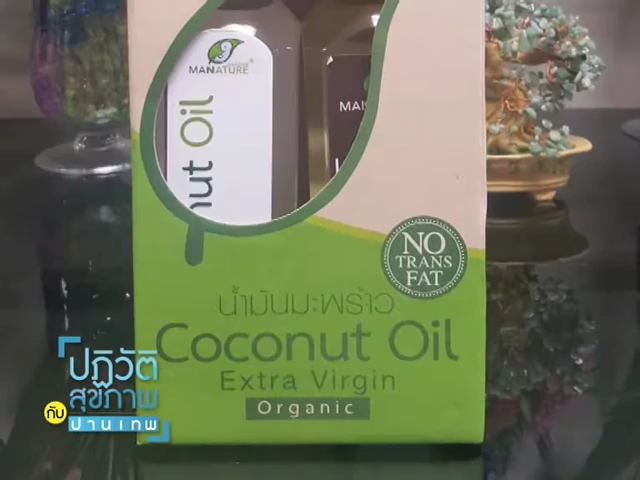 MANATURE
nut Oil
MAN
NO
TRANS
FAT
น้ำมันมะพร้าว
Coconut Oil
Extra Virgin
Organic
ปฏิวัติ
สุขภาพ
กับ
ปานเทพ